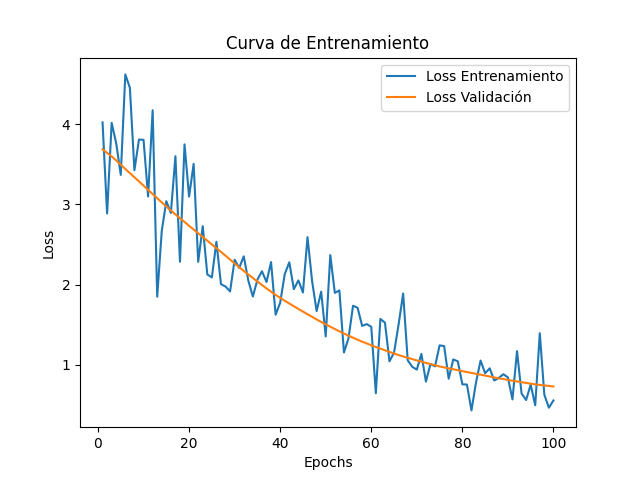 Curva de Entrenamiento
Loss Entrenamiento
Loss Validación
Loss
4
3
2
1
0
20
40
60
80
100
Epochs